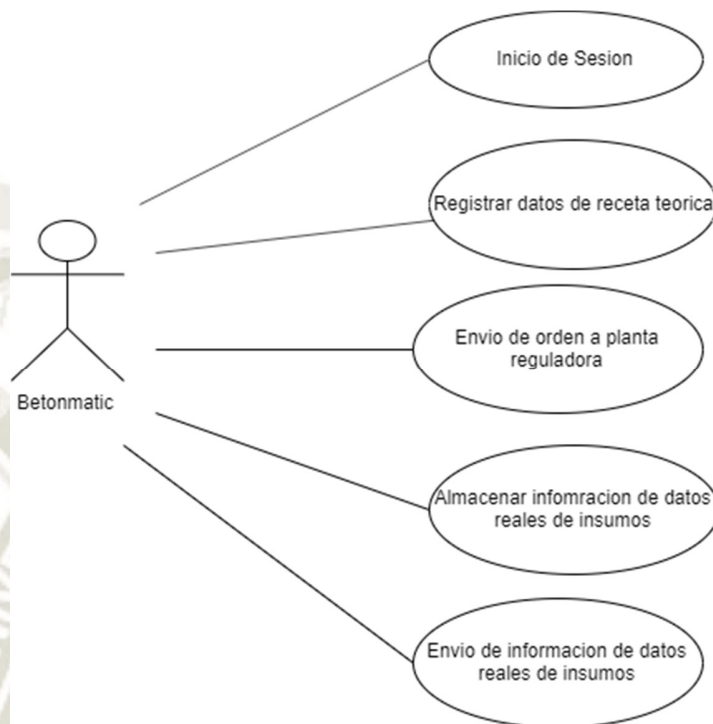 Inicio de Sesion
Registrar datos de receta teorica
Envio de orden a planta
reguladora
Betonmatic
Almacenar infomracion de datos
reales de insumos
Envio de informacion de datos
reales de insumos